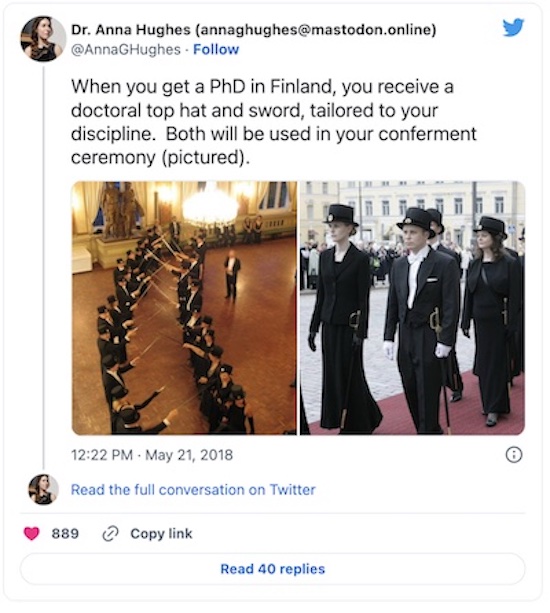 Dr. Anna Hughes (annaghughes@mastodon.online)
@AnnaGHughes · Follow
When you get a PhD in Finland, you receive a
doctoral top hat and sword, tailored to your
discipline.  Both will be used in your conferment
ceremony (pictured).
12:22 PM · May 21, 2018
Read the full conversation on Twitter
889 Copy link
Read 40 replies